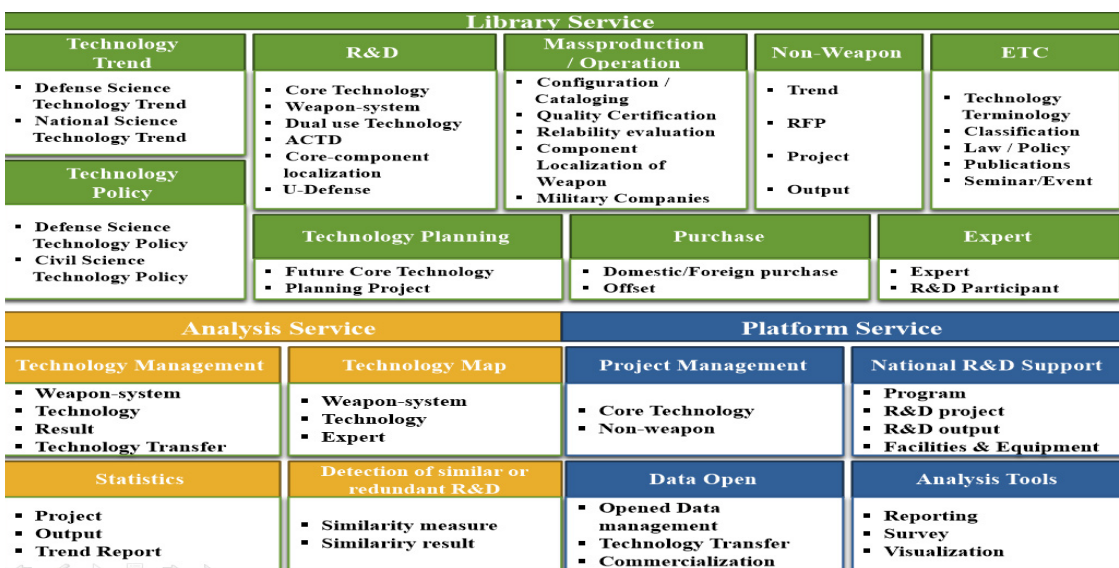 Library Service
Technology
Trend
▪ Defense Science
Technology Trend
▪ National Science
Technology Trend
R&D
▪ Core Technology
▪ Weapon-system
▪ Dual use Technology
▪ ACTD
▪ Core-component
localization
▪ U-Defense
Massproduction
/ Operation
▪ Configuration /
Cataloging
▪ Quality Certification
▪ Relability evaluation
▪ Component
Localization of
Weapon
▪ Military Companies
Non-Weapon
▪ Trend
▪ RFP
▪ Project
▪ Output
ETC
▪ Technology
Terminology
▪ Classification
▪ Law / Policy
▪ Publications
▪ Seminar/Event
Technology
Policy
▪ Defense Science
Technology Policy
▪ Civil Science
Technology Policy
Technology Planning
▪ Future Core Technology
▪ Planning Project
Purchase
▪ Domestic/Foreign purchase
▪ Offset
Expert
▪ Expert
▪ R&D Participant
Analysis Service
Technology Management
▪ Weapon-system
▪ Technology
▪ Result
▪ Technology Transfer
Technology Map
▪ Weapon-system
▪ Technology
▪ Expert
Statistics
▪ Project
▪ Output
▪ Trend Report
Detection of similar or
redundant R&D
▪ Similarity measure
▪ Similariry result
Platform Service
Project Management
▪ Core Technology
▪ Non-weapon
National R&D Support
▪ Program
▪ R&D project
▪ R&D output
▪ Facilities & Equipment
Data Open
▪ Opened Data
management
▪ Technology Transfer
▪ Commercialization
Analysis Tools
▪ Reporting
▪ Survey
▪ Visualization